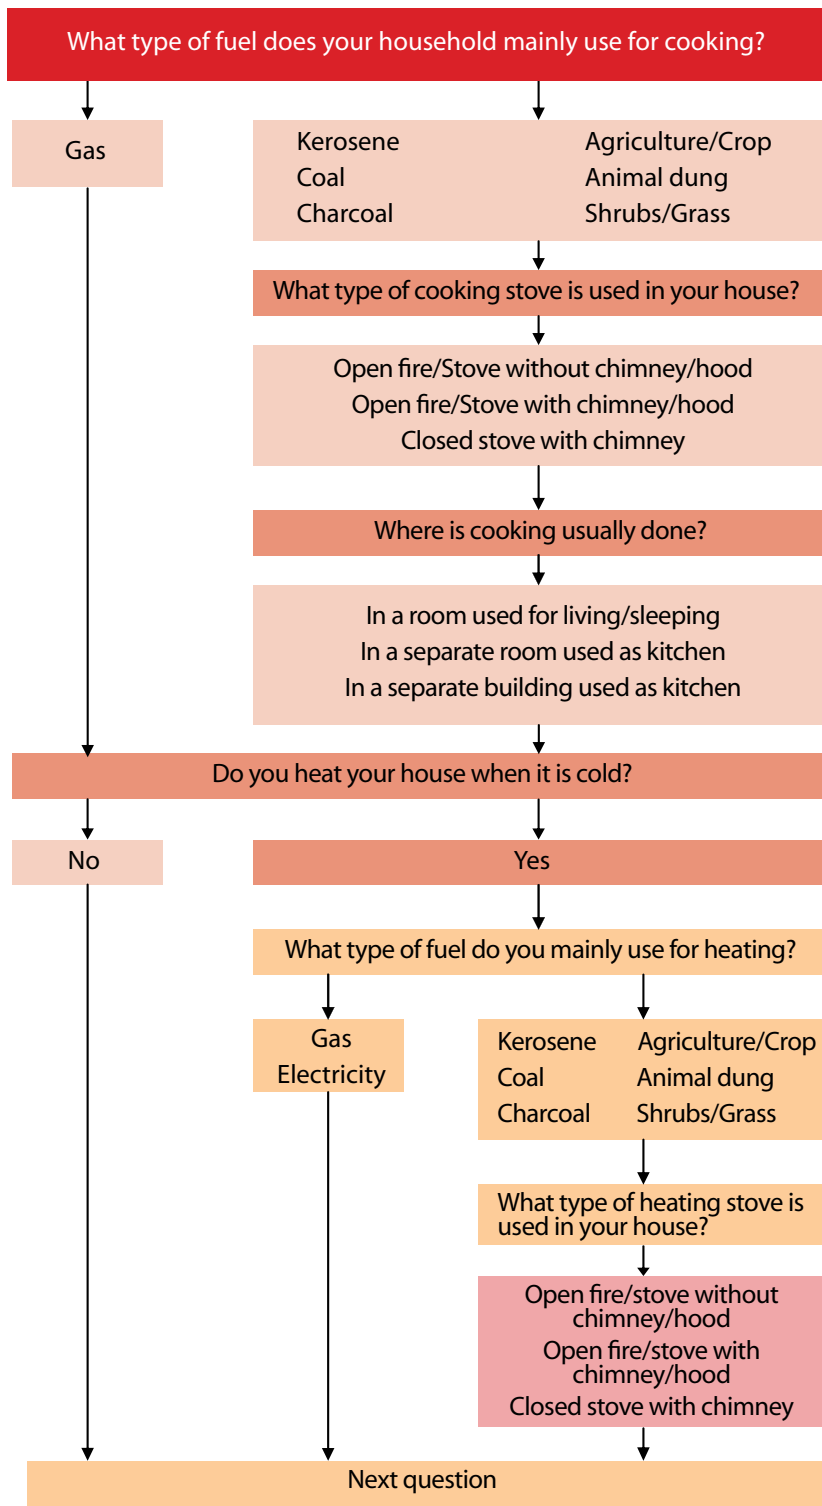 What type of fuel does your household mainly use for cooking?
Gas
Kerosene
Coal
Charcoal
Agriculture/Crop
Animal dung
Shrubs/Grass
What type of cooking stove is used in your house?
Open fire/Stove without chimney/hood
Open fire/Stove with chimney/hood
Closed stove with chimney
Where is cooking usually done?
In a room used for living/sleeping
In a separate room used as kitchen
In a separate building used as kitchen
Do you heat your house when it is cold?
No
Yes
What type of fuel do you mainly use for heating?
Gas
Electricity
Kerosene
Coal
Charcoal
Agriculture/Crop
Animal dung
Shrubs/Grass
What type of heating stove is
used in your house?
Open fire/stove without
chimney/hood
Open fire/stove with
chimney/hood
Closed stove with chimney
Next question